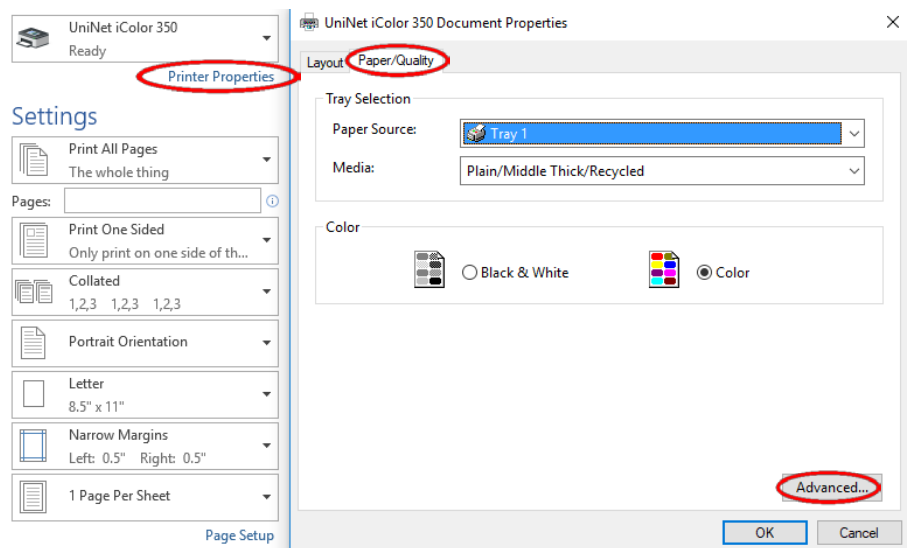 UniNet iColor 350
Ready
Printer Properties
Settings
Print All Pages
The whole thing
Pages:
Print One Sided
Only print on one side of th...
Collated
1,2,3 1,2,3 1,2,3
Portrait Orientation
Letter
8.5" x 11"
Narrow Margins
Left: 0.5" Right: 0.5"
1 Page Per Sheet
Page Setup
UniNet iColor 350 Document Properties
Layout Paper/Quality
Tray Selection
Paper Source: Tray 1
Media: Plain/Middle Thick/Recycled
Color
Black & White Color
Advanced...
OK Cancel